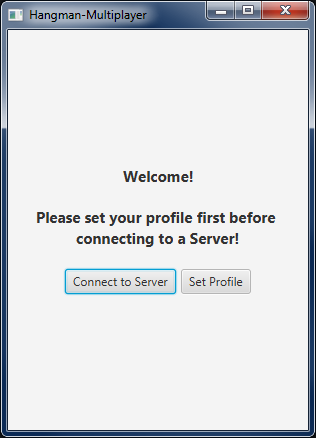 Hangman-Multiplayer
Welcome!
Please set your profile first before
connecting to a Server!
Connect to Server
Set Profile